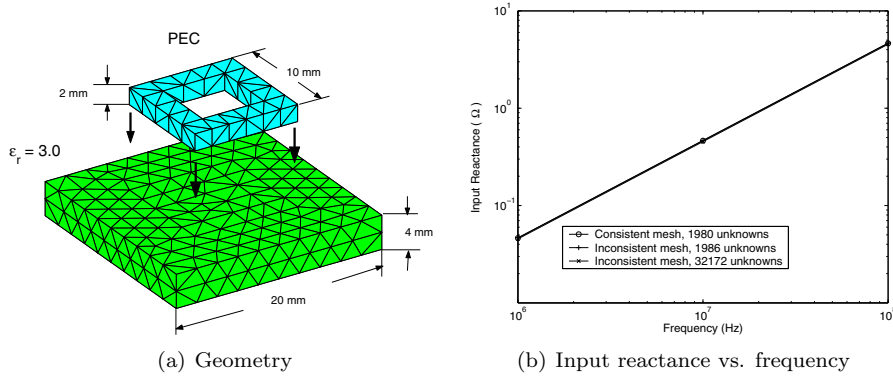 PEC
10 mm
2 mm
ε_r = 3.0
4 mm
20 mm
(a) Geometry
10^1
10^0
10^-1
Input Reactance ( Ω )
Consistent mesh, 1980 unknowns
Inconsistent mesh, 1986 unknowns
Inconsistent mesh, 32172 unknowns
10^6
10^7
Frequency (Hz)
(b) Input reactance vs. frequency